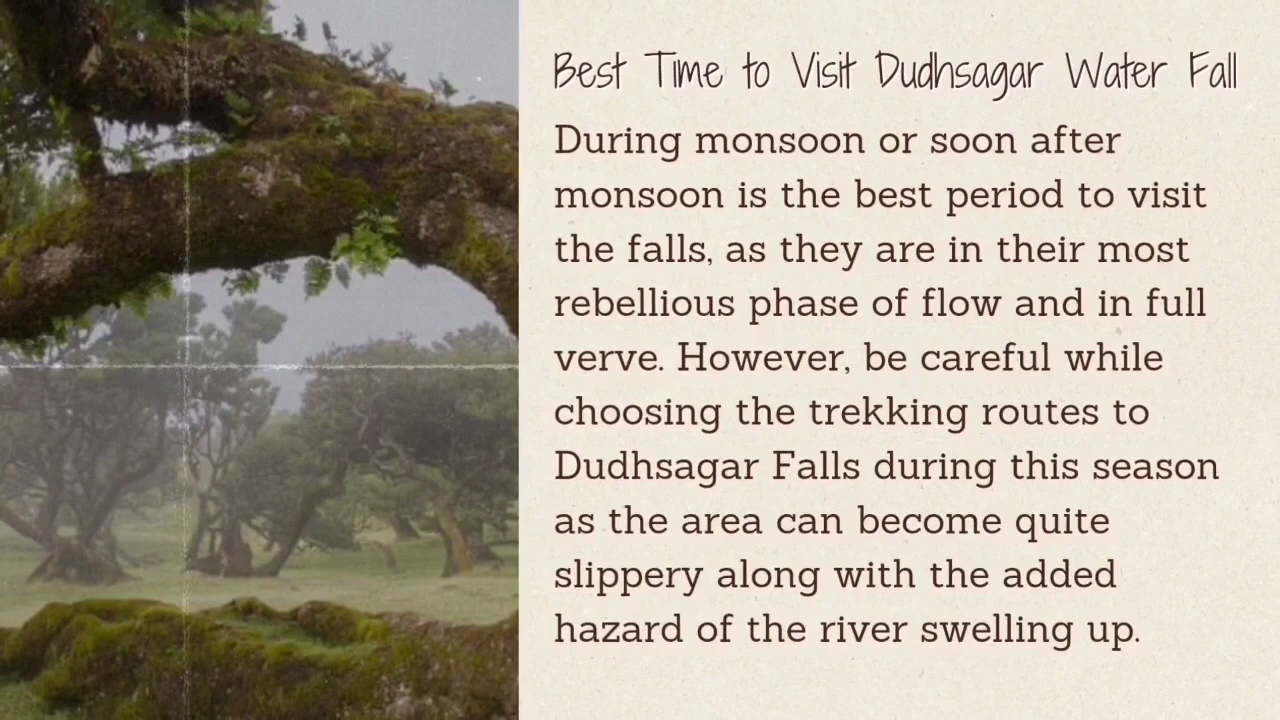 Best Time to Visit Dudhsagar Water Fall
During monsoon or soon after
monsoon is the best period to visit
the falls, as they are in their most
rebellious phase of flow and in full
verve. However, be careful while
choosing the trekking routes to
Dudhsagar Falls during this season
as the area can become quite
slippery along with the added
hazard of the river swelling up.